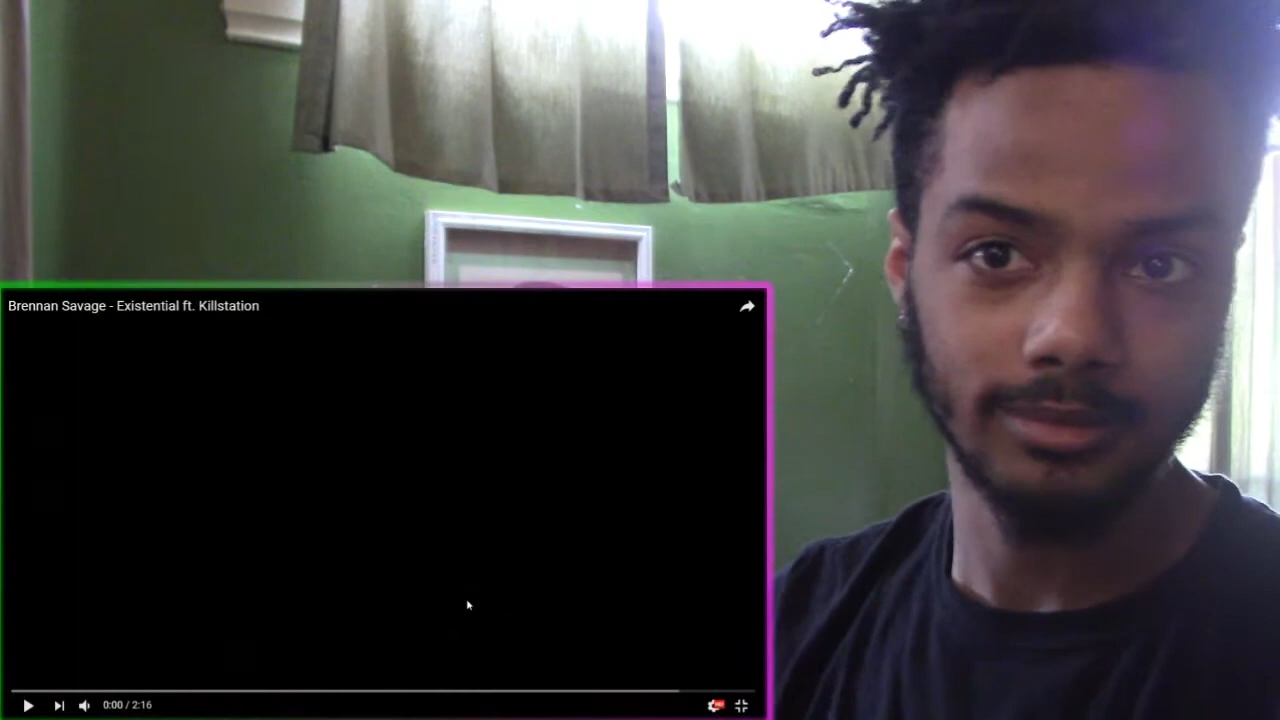 Brennan Savage - Existential ft. Killstation
0:00 / 2:16